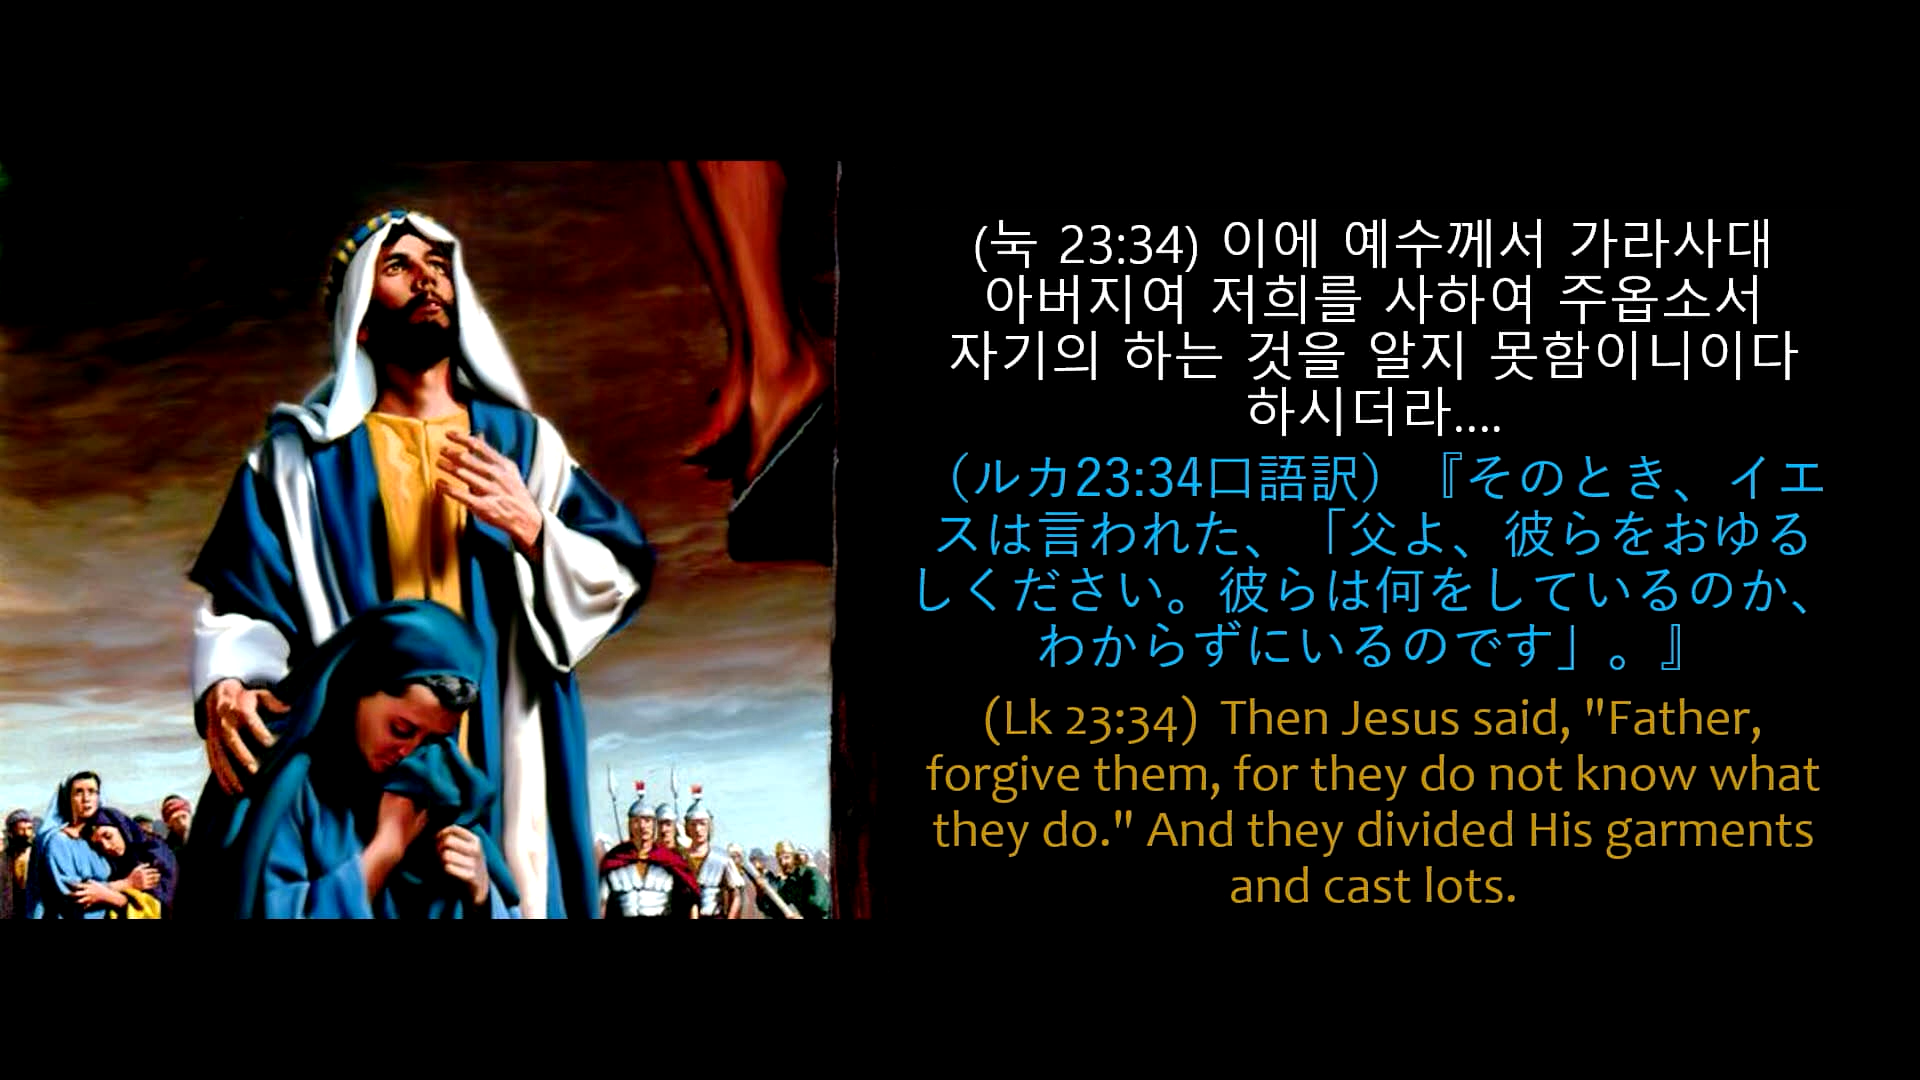 (눅 23:34) 이에 예수께서 가라사대
아버지여 저희를 사하여 주옵소서
자기의 하는 것을 알지 못함이니이다
하시더라....
（ルカ23:34口語訳）『そのとき、イエ
スは言われた、「父よ、彼らをおゆる
しください。彼らは何をしているのか、
わからずにいるのです」。』
(Lk 23:34) Then Jesus said, "Father,
forgive them, for they do not know what
they do." And they divided His garments
and cast lots.